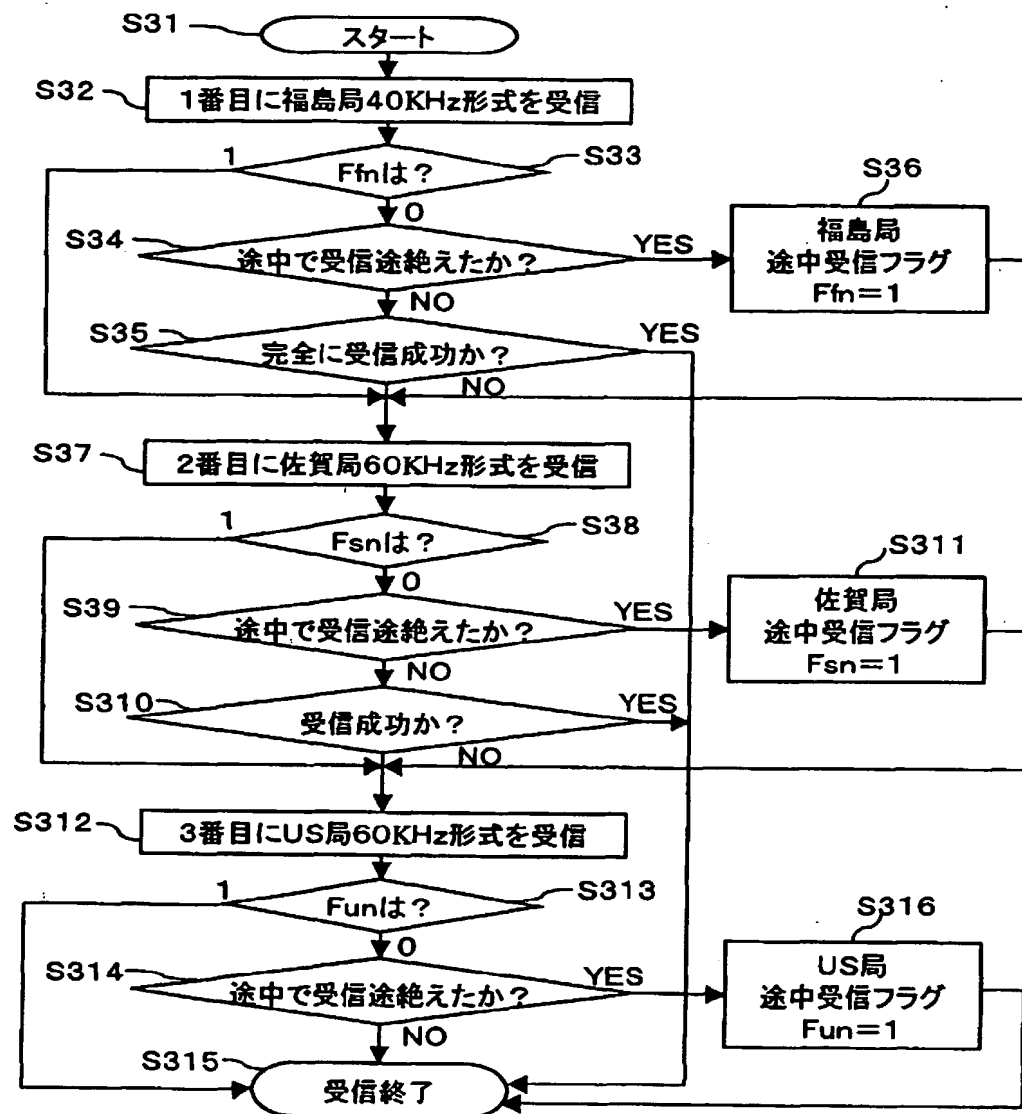 S31
スタート
S32
1番目に福島局40KHz形式を受信
1
Ffnは？
S33
0
S34
途中で受信途絶えたか？
YES
S36
福島局
途中受信フラグ
Ffn＝1
NO
S35
完全に受信成功か？
YES
NO
S37
2番目に佐賀局60KHz形式を受信
1
Fsnは？
S38
0
S39
途中で受信途絶えたか？
YES
S311
佐賀局
途中受信フラグ
Fsn＝1
NO
S310
受信成功か？
YES
NO
S312
3番目にUS局60KHz形式を受信
1
Funは？
S313
0
S314
途中で受信途絶えたか？
YES
S316
US局
途中受信フラグ
Fun＝1
NO
S315
受信終了